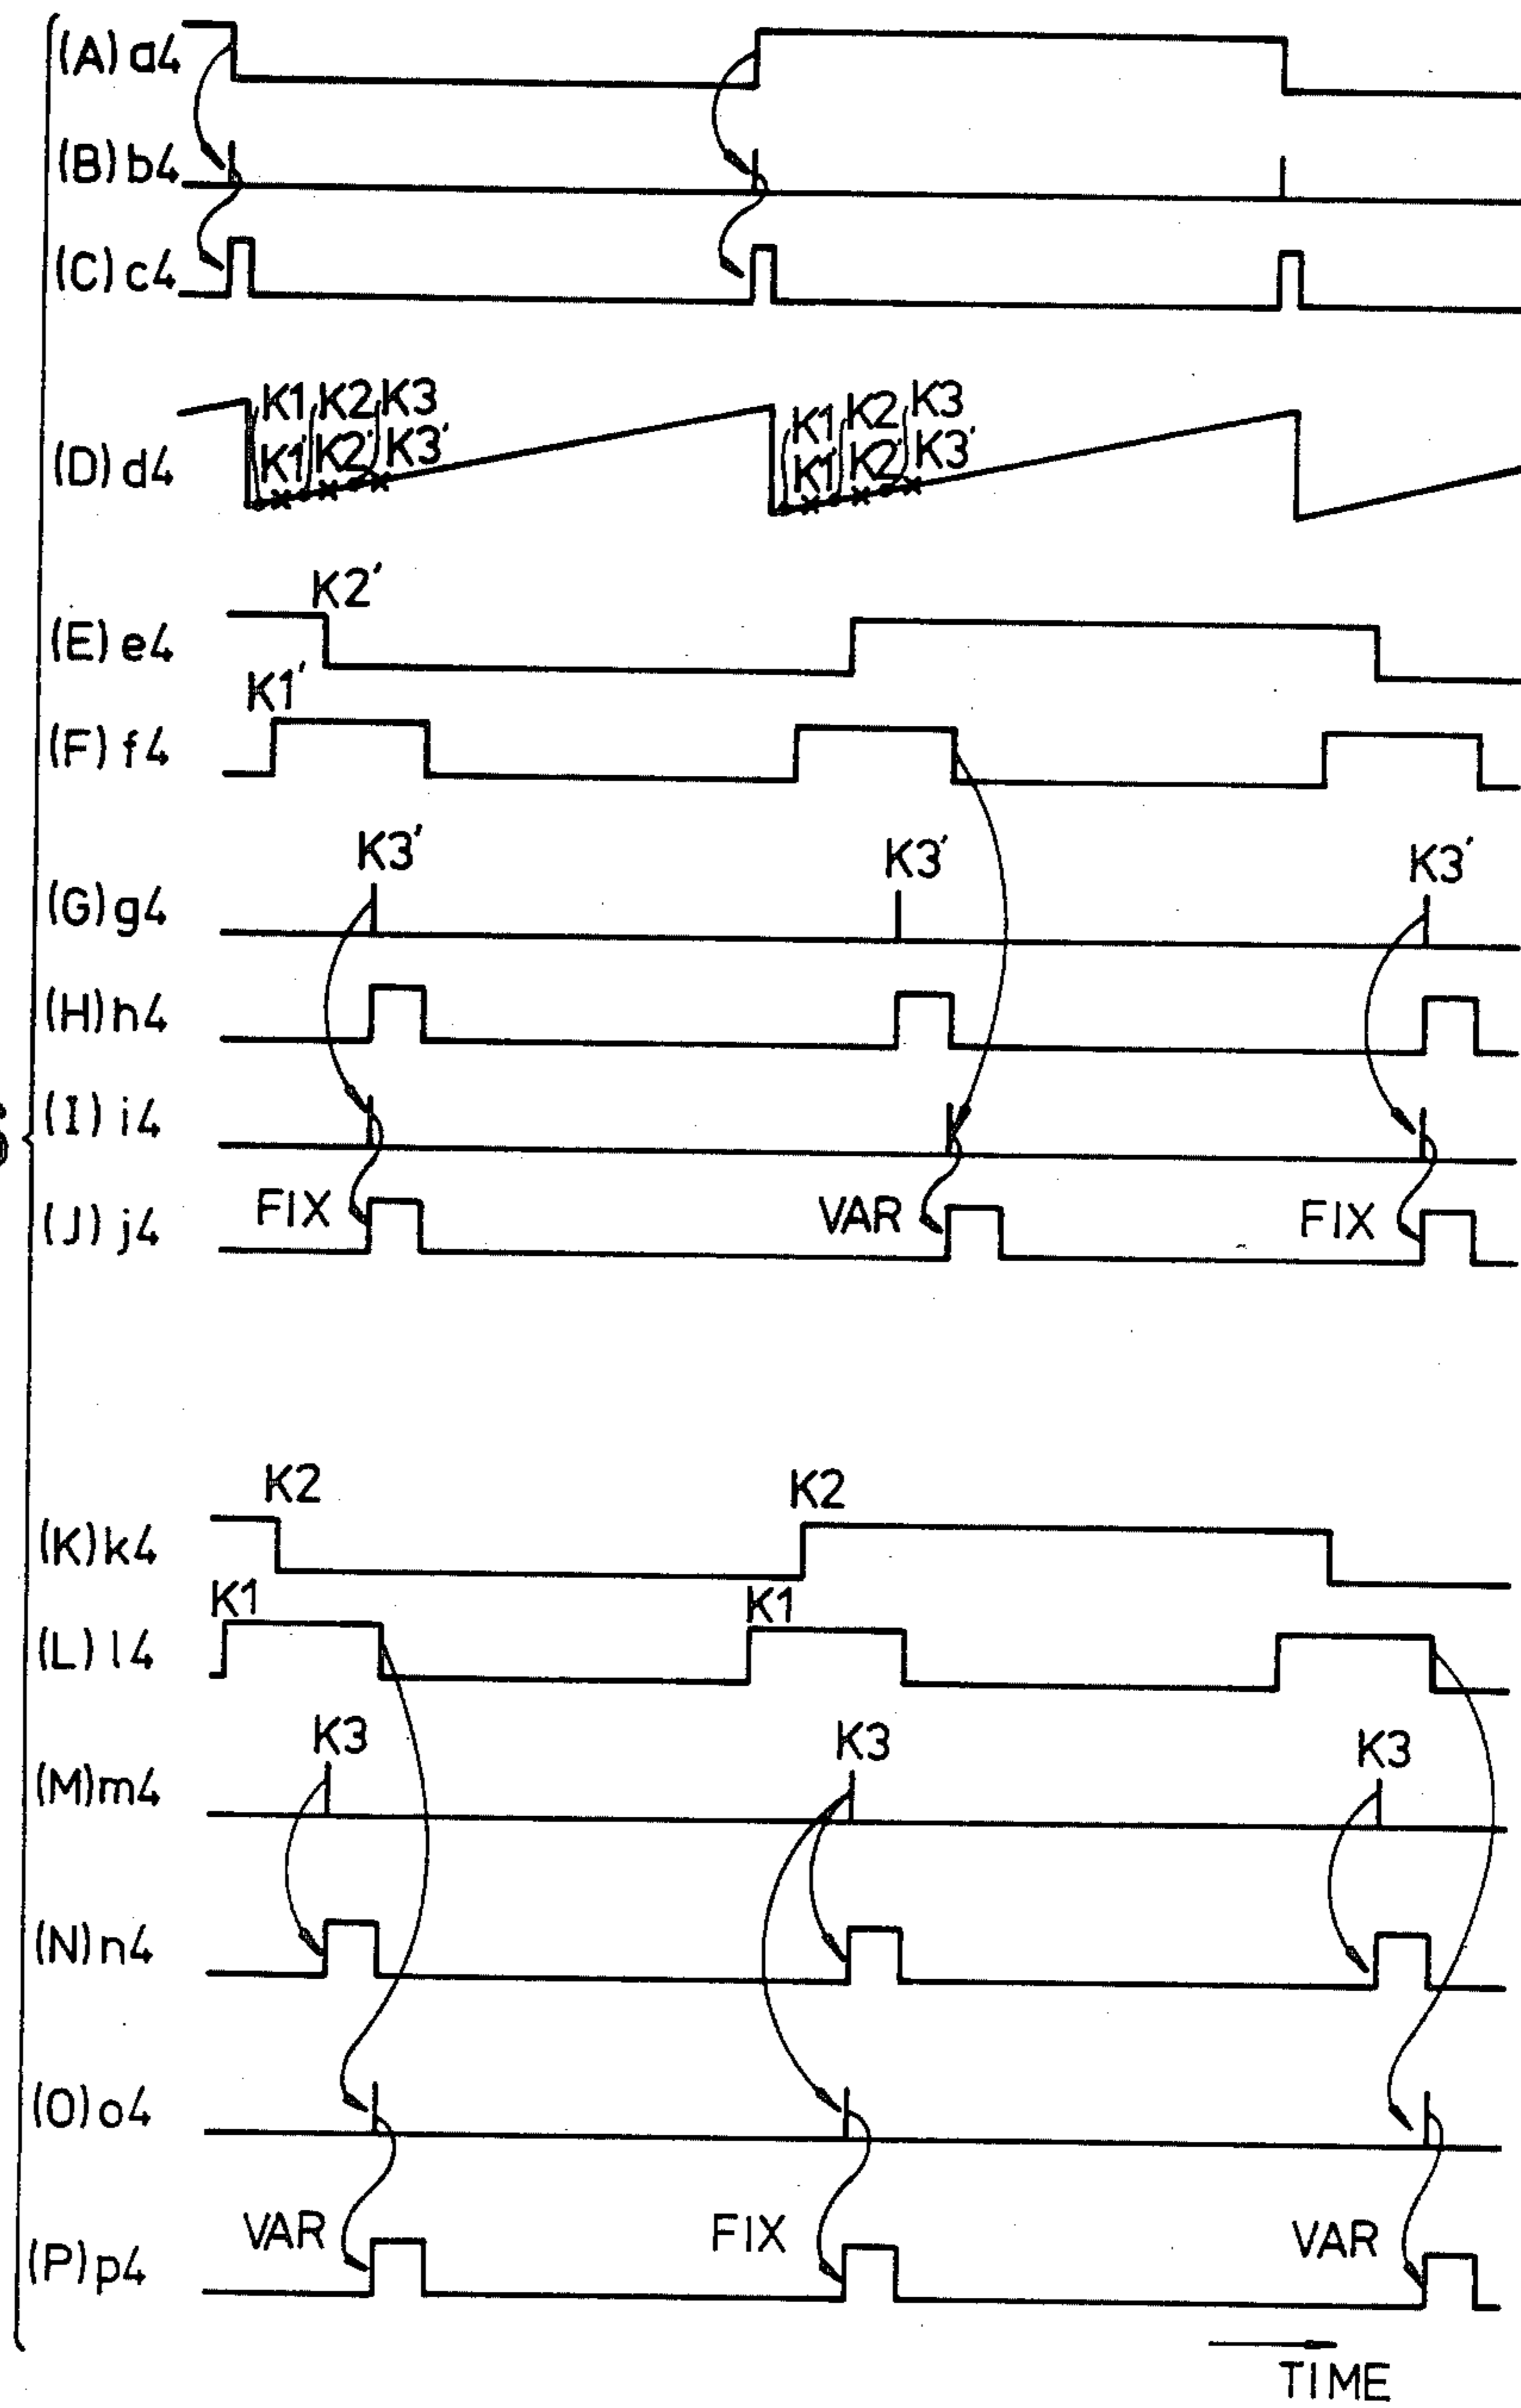 (A) a4
(B) b4
(C) c4
K1 K2 K3
K1' K2' K3'
K1 K2 K3
K1' K2' K3'
(D) d4
K2'
(E) e4
K1'
(F) f4
K3' K3' K3'
(G) g4
(H) h4
(I) i4
FIX VAR FIX
(J) j4
K2 K2
(K) k4
K1 K1
(L) l4
K3 K3 K3
(M) m4
(N) n4
(O) o4
VAR FIX VAR
(P) p4
TIME